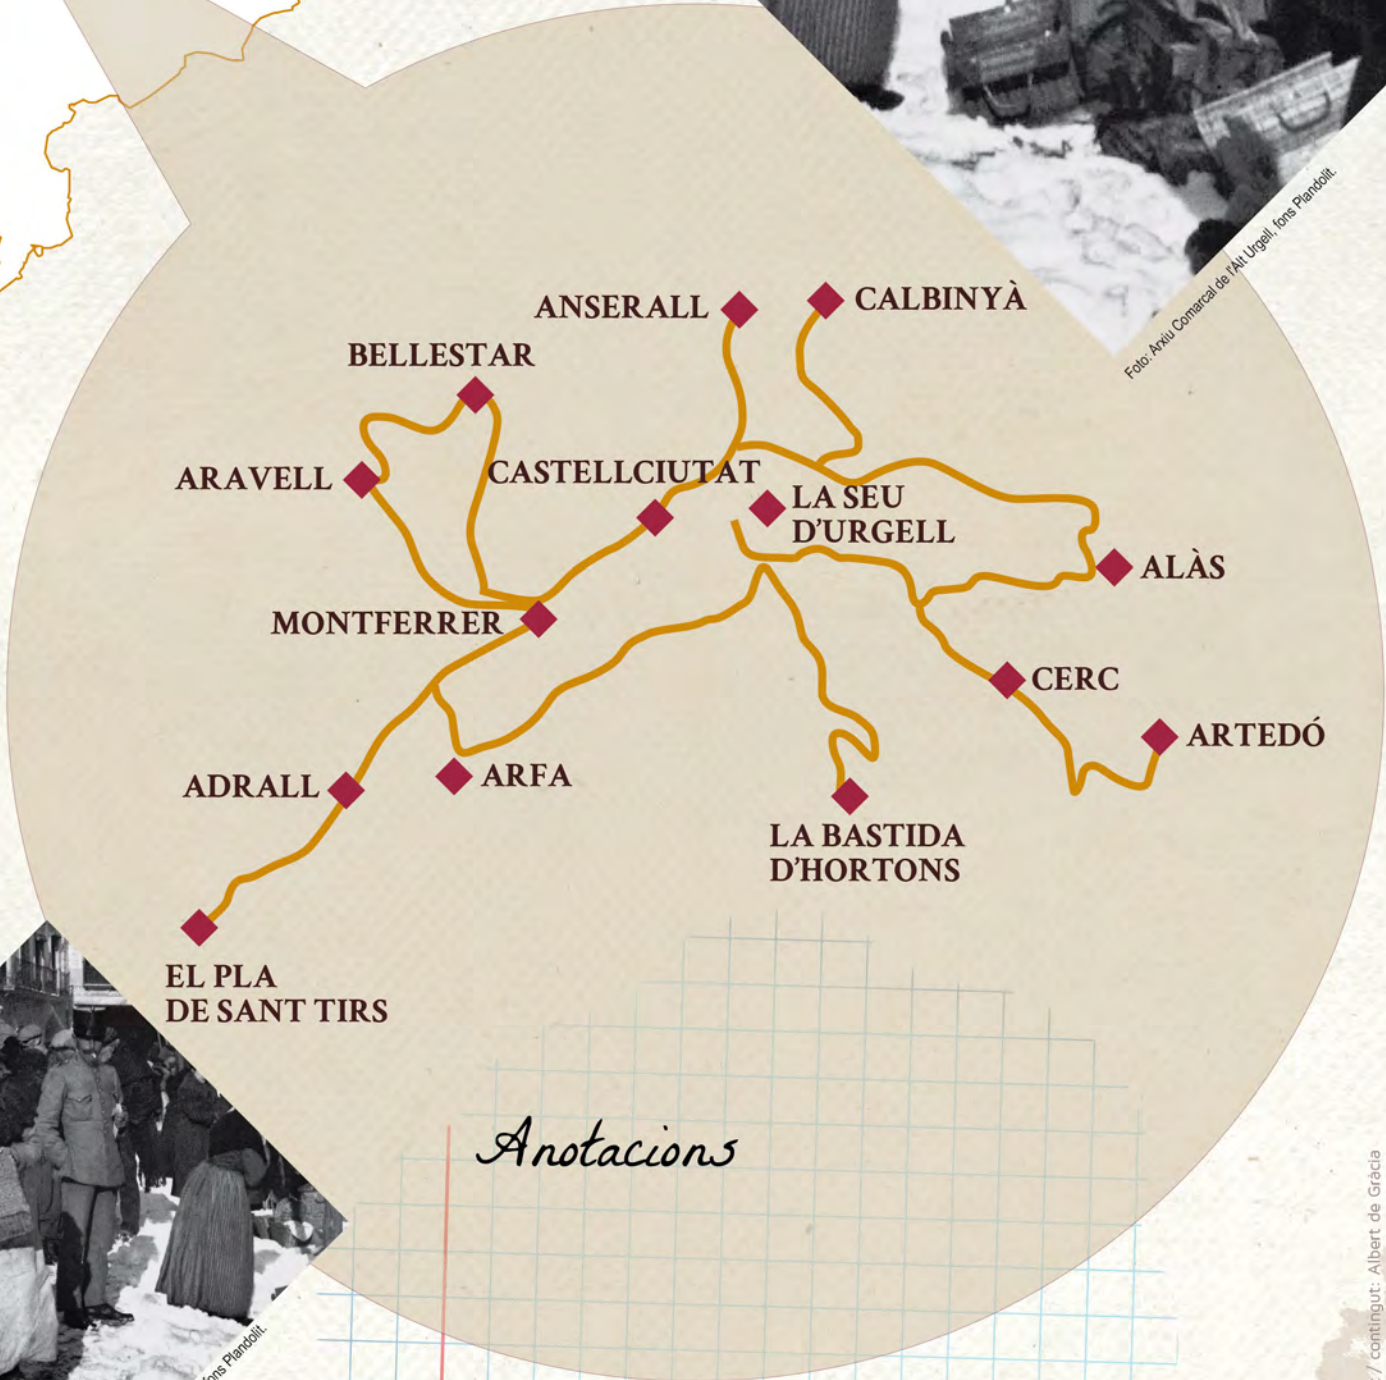 Foto: Arxiu Comarcal de l'Alt Urgell, fons Plandolit.
ANSERALL
CALBINYÀ
BELLESTAR
ARAVELL
CASTELLCIUTAT
LA SEU
D'URGELL
ALÀS
MONTFERRER
CERC
ARTEDÓ
ADRALL
ARFA
LA BASTIDA
D'HORTONS
EL PLA
DE SANT TIRS
Anotacions
fons Plandolit.
/ contingut: Albert de Gràcia